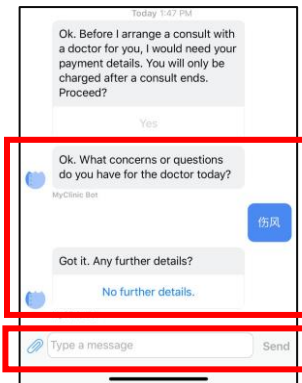 Today 1:47 PM
Ok. Before I arrange a consult with
a doctor for you, I would need your
payment details. You will only be
charged after a consult ends.
Proceed?
Yes
Ok. What concerns or questions
do you have for the doctor today?
MyClinic Bot
伤风
Got it. Any further details?
No further details.
Type a message
Send